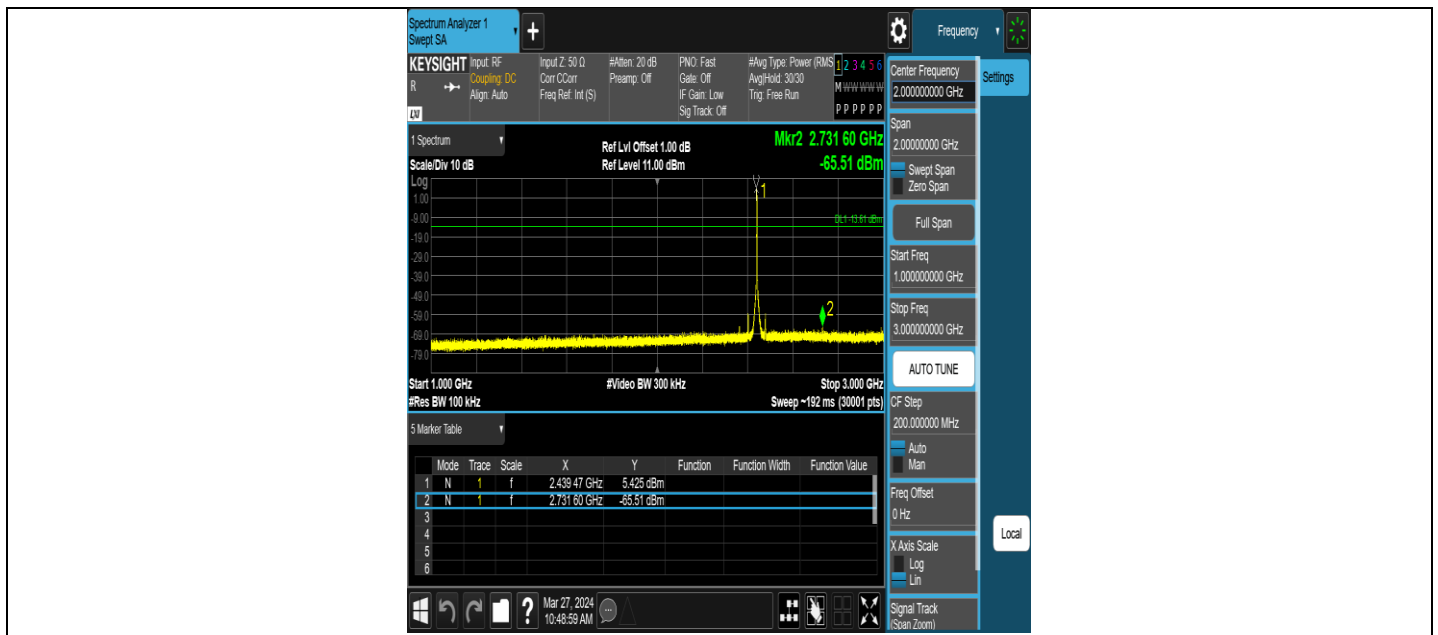 Spectrum Analyzer 1
Swept SA
+
Frequency
KEYSIGHT
R
LXI
Input: RF
Coupling: DC
Align: Auto
Input Z: 50 Ω
Corr CCorr
Freq Ref: Int (S)
#Atten: 20 dB
Preamp: Off
PNO: Fast
Gate: Off
IF Gain: Low
Sig Track: Off
#Avg Type: Power (RMS
Avg|Hold: 30/30
Trig: Free Run
1 2 3 4 5 6
M W W W W W
P P P P P P
1 Spectrum
Scale/Div 10 dB
Ref Lvl Offset 1.00 dB
Ref Level 11.00 dBm
Mkr2 2.731 60 GHz
-65.51 dBm
Log
1.00
-9.00
-19.0
-29.0
-39.0
-49.0
-59.0
-69.0
-79.0
1
DL1 -13.61 dBm
2
Start 1.000 GHz
#Res BW 100 kHz
#Video BW 300 kHz
Stop 3.000 GHz
Sweep ~192 ms (30001 pts)
5 Marker Table
Mode Trace Scale X Y Function Function Width Function Value
1 N 1 f 2.439 47 GHz 5.425 dBm
2 N 1 f 2.731 60 GHz -65.51 dBm
3
4
5
6
?
Mar 27, 2024
10:48:59 AM
Center Frequency
2.000000000 GHz
Settings
Span
2.00000000 GHz
Swept Span
Zero Span
Full Span
Start Freq
1.000000000 GHz
Stop Freq
3.000000000 GHz
AUTO TUNE
CF Step
200.000000 MHz
Auto
Man
Freq Offset
0 Hz
X Axis Scale
Log
Lin
Local
Signal Track
(Span Zoom)